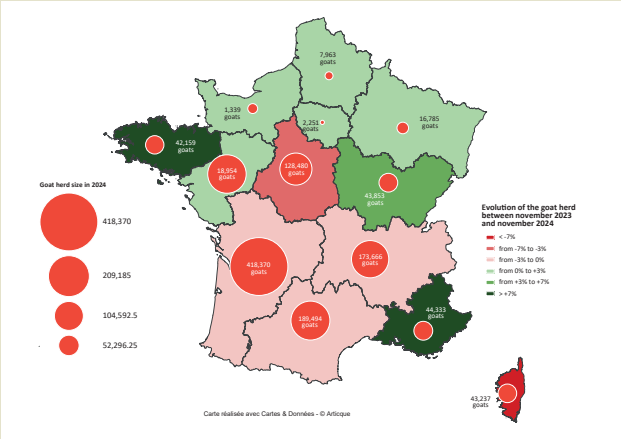 7,963
goats
1,339
goats
2,251
goats
16,785
goats
42,159
goats
18,954
goats
128,480
goats
43,853
goats
Goat herd size in 2024
418,370
209,185
104,592.5
52,296.25
418,370
goats
173,666
goats
189,494
goats
44,333
goats
43,237
goats
Evolution of the goat herd
between november 2023
and november 2024
< -7%
from -7% to -3%
from -3% to 0%
from 0% to +3%
from +3% to +7%
> +7%
Carte réalisée avec Cartes & Données - © Articque